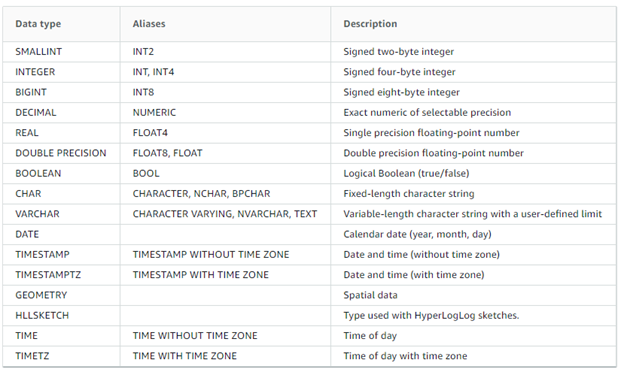 Data type Aliases Description
SMALLINT INT2 Signed two-byte integer
INTEGER INT, INT4 Signed four-byte integer
BIGINT INT8 Signed eight-byte integer
DECIMAL NUMERIC Exact numeric of selectable precision
REAL FLOAT4 Single precision floating-point number
DOUBLE PRECISION FLOAT8, FLOAT Double precision floating-point number
BOOLEAN BOOL Logical Boolean (true/false)
CHAR CHARACTER, NCHAR, BPCHAR Fixed-length character string
VARCHAR CHARACTER VARYING, NVARCHAR, TEXT Variable-length character string with a user-defined limit
DATE Calendar date (year, month, day)
TIMESTAMP TIMESTAMP WITHOUT TIME ZONE Date and time (without time zone)
TIMESTAMPTZ TIMESTAMP WITH TIME ZONE Date and time (with time zone)
GEOMETRY Spatial data
HLLSKETCH Type used with HyperLogLog sketches.
TIME TIME WITHOUT TIME ZONE Time of day
TIMETZ TIME WITH TIME ZONE Time of day with time zone